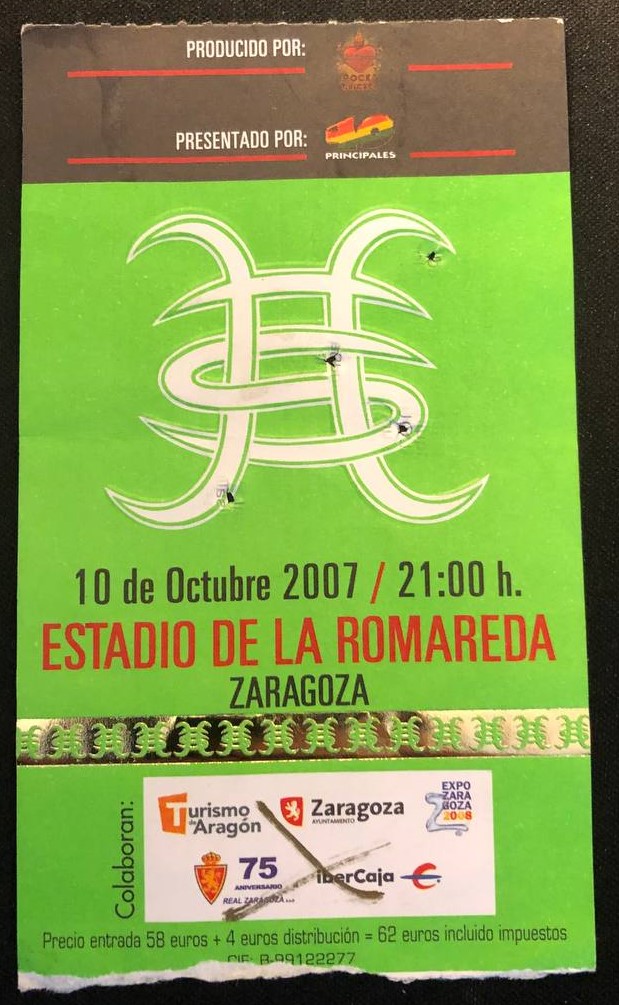 PRODUCIDO POR:
ROCK
PRESENTADO POR:
40
PRINCIPALES
10 de Octubre 2007 / 21:00 h.
ESTADIO DE LA ROMAREDA
ZARAGOZA
Colaboran:
Turismo de Aragón
Zaragoza
AYUNTAMIENTO
EXPO
ZARA
GOZA
2008
75
ANIVERSARIO
REAL ZARAGOZA S.A.D.
iberCaja
Precio entrada 58 euros + 4 euros distribución = 62 euros incluido impuestos
CIF: B-99122277